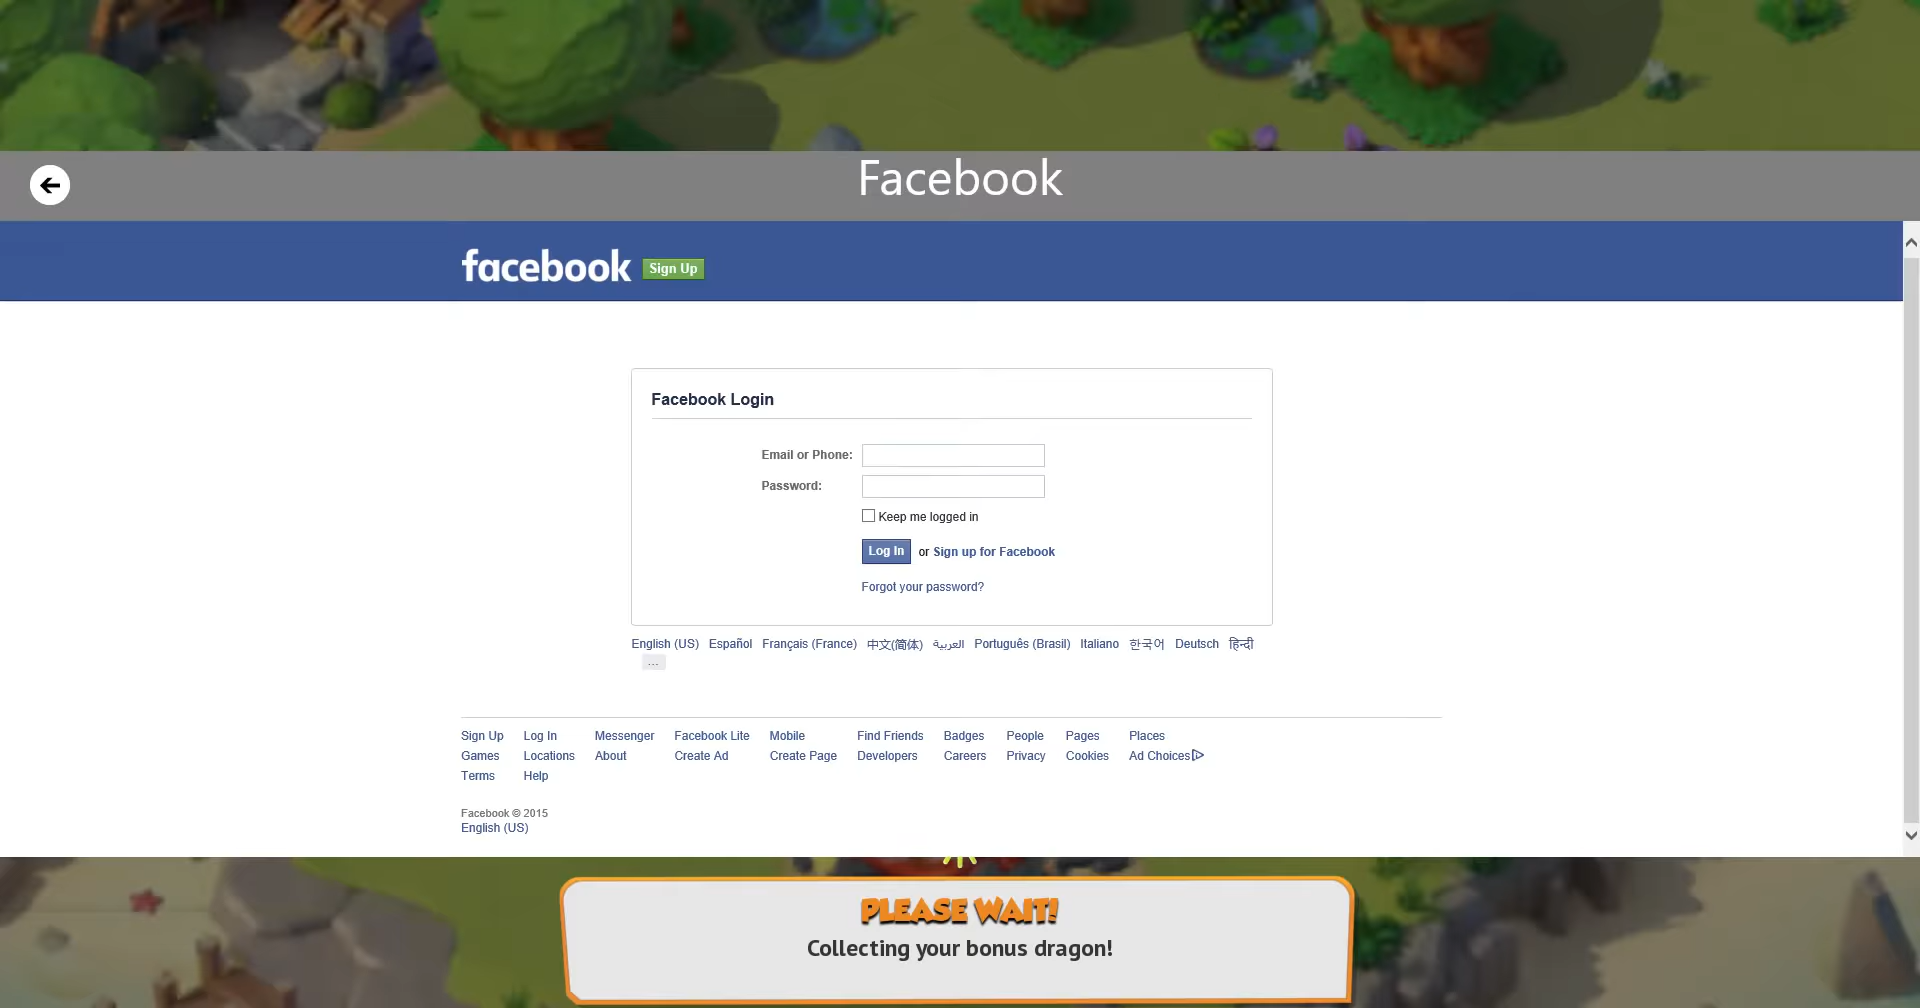 Facebook
facebook Sign Up
Facebook Login
Email or Phone:
Password:
Keep me logged in
Log In or Sign up for Facebook
Forgot your password?
English (US) Español Français (France) 中文(简体) العربية Português (Brasil) Italiano 한국어 Deutsch हिन्दी
...
Sign Up Log In Messenger Facebook Lite Mobile Find Friends Badges People Pages Places
Games Locations About Create Ad Create Page Developers Careers Privacy Cookies Ad Choices
Terms Help
Facebook © 2015
English (US)
PLEASE WAIT!
Collecting your bonus dragon!